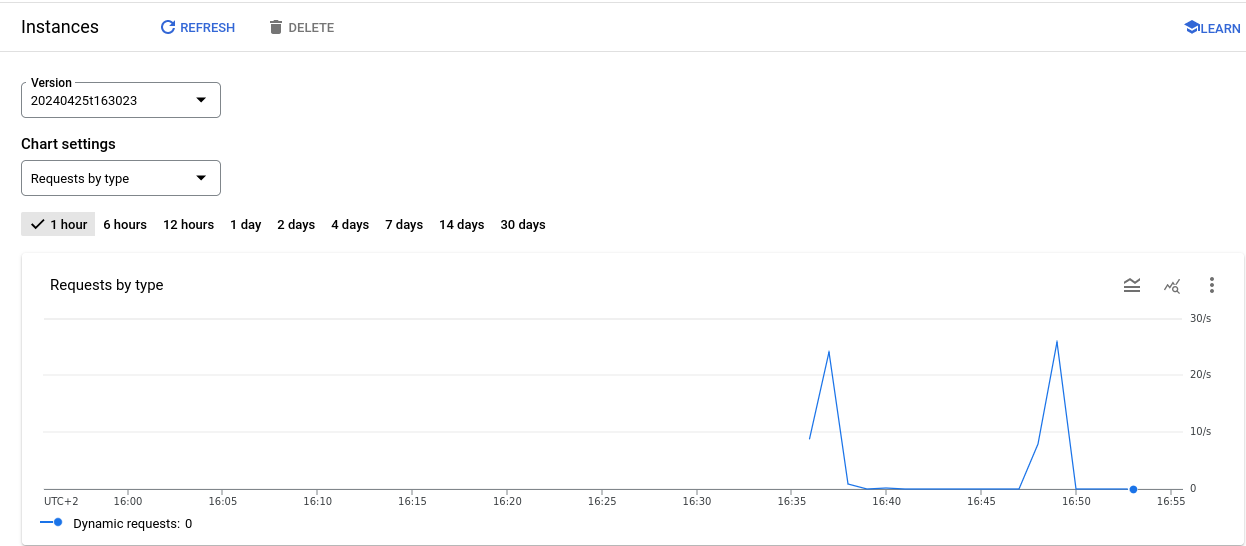 Instances REFRESH DELETE LEARN
Version
20240425t163023
Chart settings
Requests by type
1 hour 6 hours 12 hours 1 day 2 days 4 days 7 days 14 days 30 days
Requests by type
30/s
20/s
10/s
0
UTC+2 16:00 16:05 16:10 16:15 16:20 16:25 16:30 16:35 16:40 16:45 16:50 16:55
Dynamic requests: 0